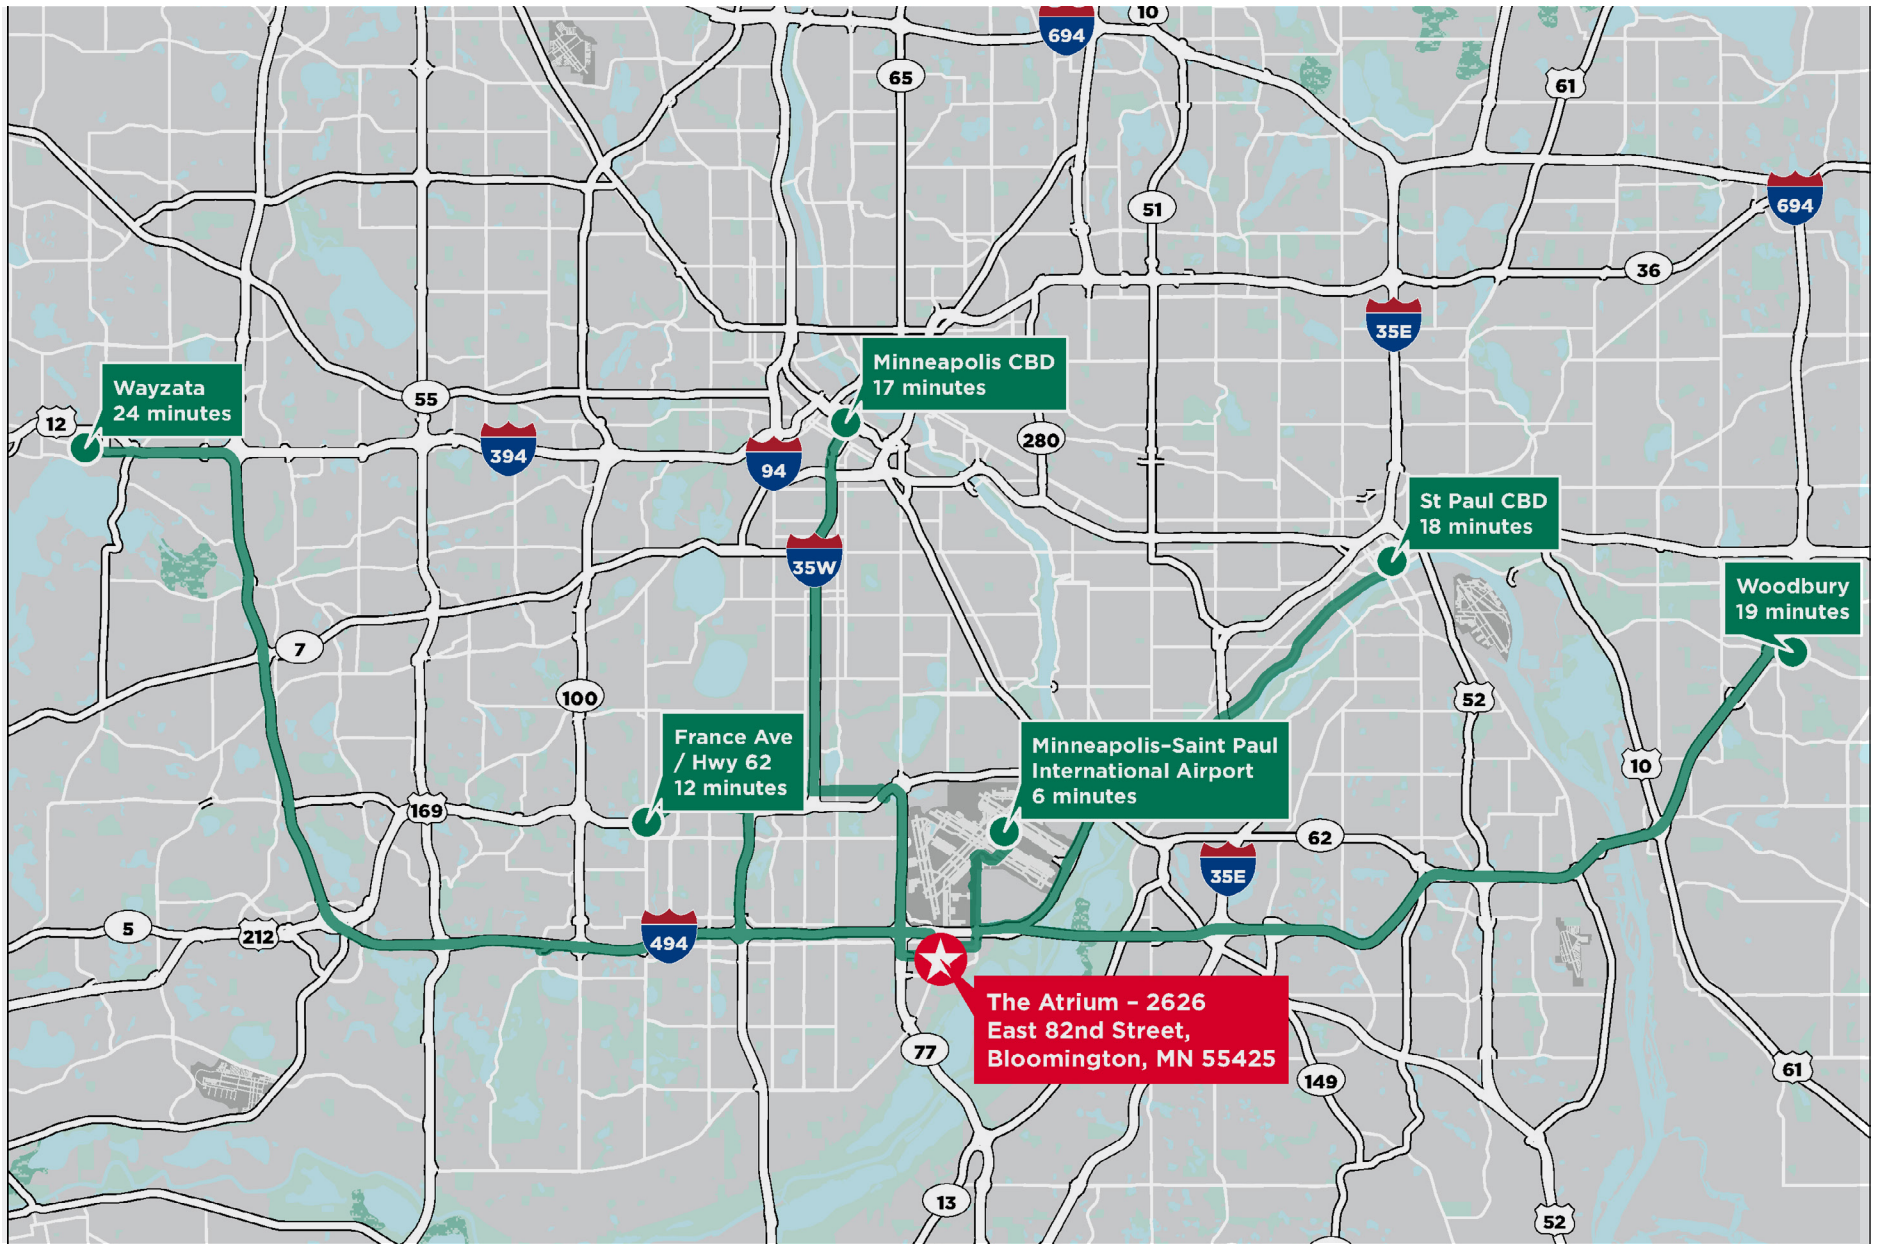 10
694
65
61
51
694
36
35E
Minneapolis CBD
17 minutes
Wayzata
24 minutes
55
12
280
394
94
St Paul CBD
18 minutes
35W
Woodbury
19 minutes
7
100
52
France Ave
/ Hwy 62
12 minutes
Minneapolis–Saint Paul
International Airport
6 minutes
10
169
62
35E
5
212
494
The Atrium – 2626
East 82nd Street,
Bloomington, MN 55425
77
149
61
13
52